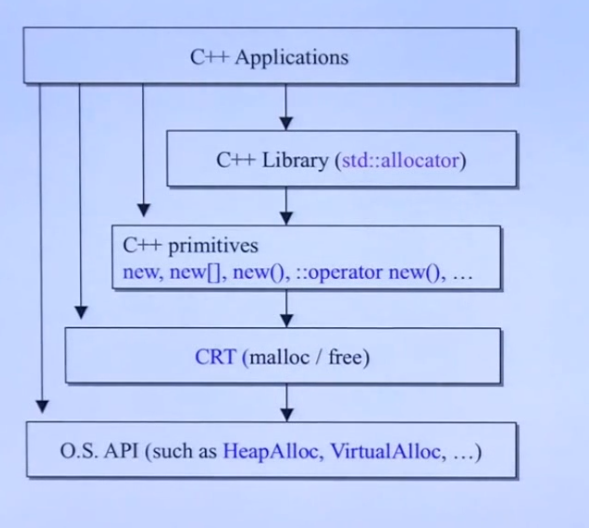 C++ Applications
C++ Library (std::allocator)
C++ primitives
new, new[], new(), ::operator new(), …
CRT (malloc / free)
O.S. API (such as HeapAlloc, VirtualAlloc, …)